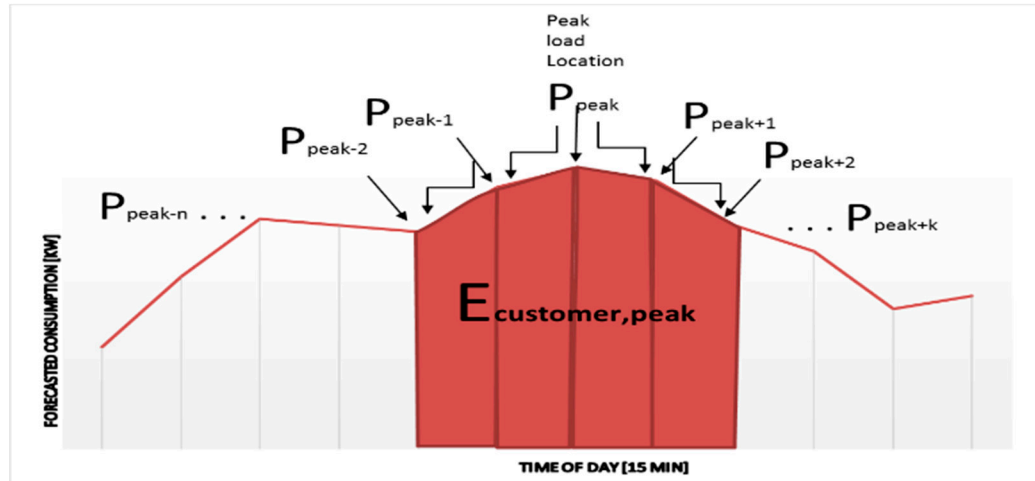 Peak
load
Location
Ppeak
Ppeak-1
Ppeak+1
Ppeak-2
Ppeak+2
Ppeak-n . . .
. . . Ppeak+k
Ecustomer,peak
FORECASTED CONSUMPTION [KW]
TIME OF DAY [15 MIN]